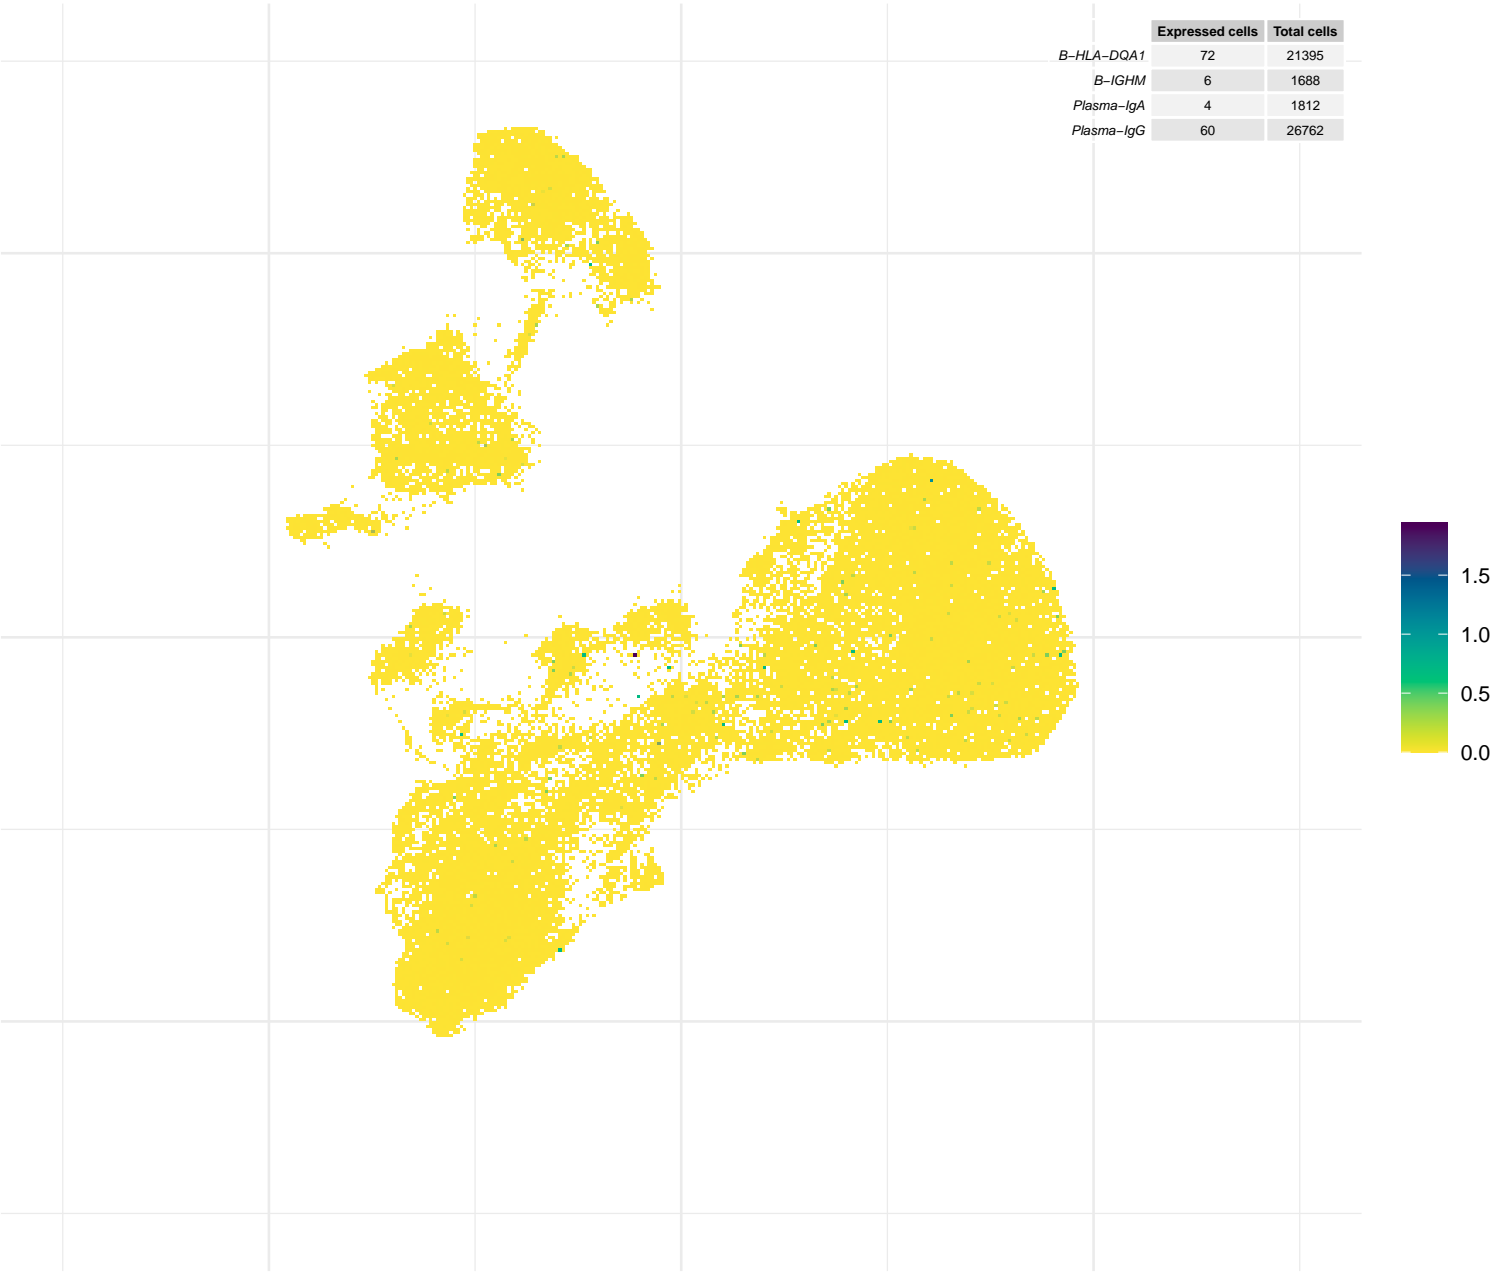 Expressed cells Total cells
B−HLA−DQA1 72 21395
B−IGHM 6 1688
Plasma−IgA 4 1812
Plasma−IgG 60 26762
1.5
1.0
0.5
0.0